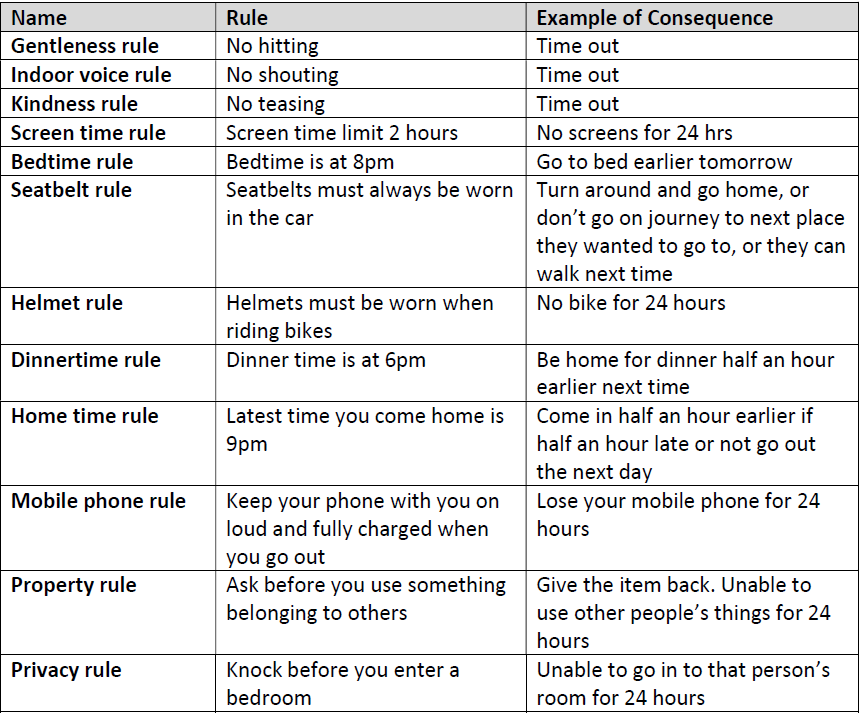 Name Rule Example of Consequence
Gentleness rule No hitting Time out
Indoor voice rule No shouting Time out
Kindness rule No teasing Time out
Screen time rule Screen time limit 2 hours No screens for 24 hrs
Bedtime rule Bedtime is at 8pm Go to bed earlier tomorrow
Seatbelt rule Seatbelts must always be worn Turn around and go home, or
in the car don’t go on journey to next place
they wanted to go to, or they can
walk next time
Helmet rule Helmets must be worn when No bike for 24 hours
riding bikes
Dinnertime rule Dinner time is at 6pm Be home for dinner half an hour
earlier next time
Home time rule Latest time you come home is Come in half an hour earlier if
9pm half an hour late or not go out
the next day
Mobile phone rule Keep your phone with you on Lose your mobile phone for 24
loud and fully charged when hours
you go out
Property rule Ask before you use something Give the item back. Unable to
belonging to others use other people’s things for 24
hours
Privacy rule Knock before you enter a Unable to go in to that person’s
bedroom room for 24 hours